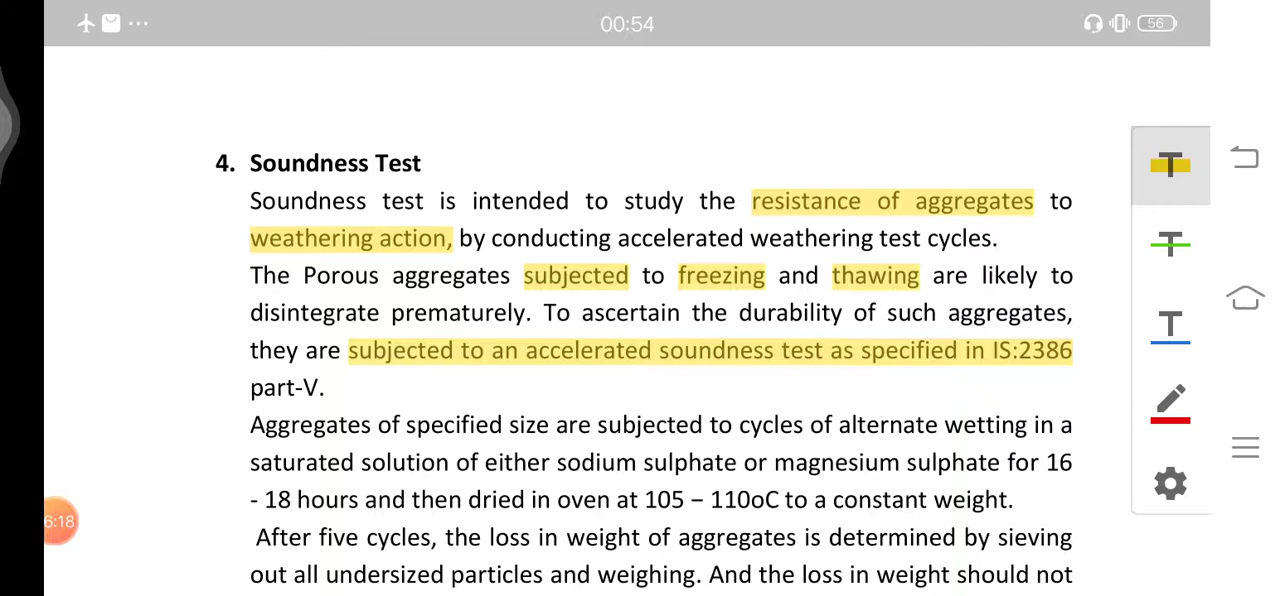 00:54
56
4. Soundness Test
Soundness test is intended to study the resistance of aggregates to
weathering action, by conducting accelerated weathering test cycles.
The Porous aggregates subjected to freezing and thawing are likely to
disintegrate prematurely. To ascertain the durability of such aggregates,
they are subjected to an accelerated soundness test as specified in IS:2386
part-V.
Aggregates of specified size are subjected to cycles of alternate wetting in a
saturated solution of either sodium sulphate or magnesium sulphate for 16
- 18 hours and then dried in oven at 105 – 110oC to a constant weight.
6:18
After five cycles, the loss in weight of aggregates is determined by sieving
out all undersized particles and weighing. And the loss in weight should not
T
T
T